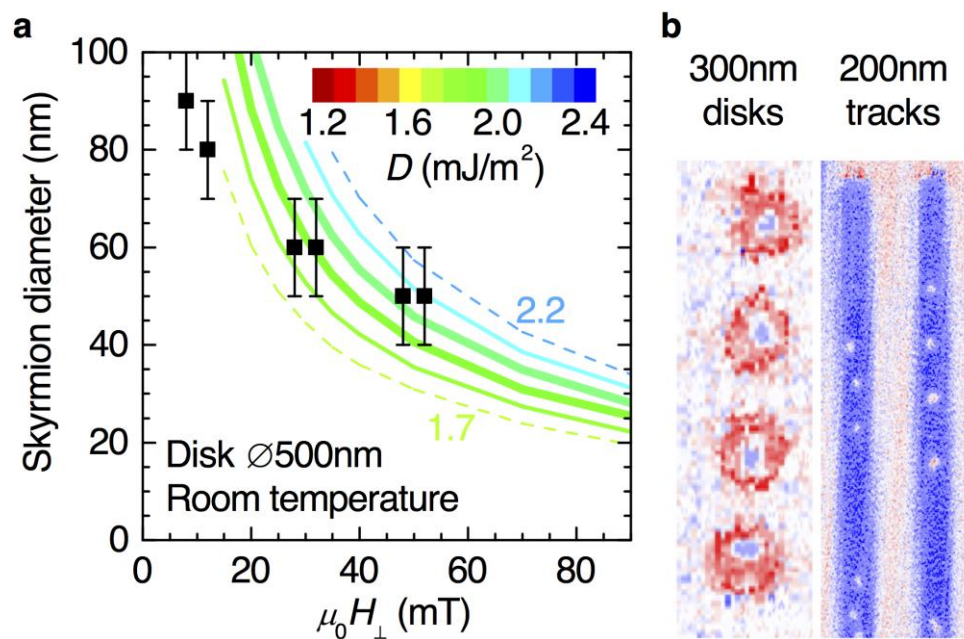 a
100
80
60
40
20
0
Skyrmion diameter (nm)
1.2 1.6 2.0 2.4
D (mJ/m²)
2.2
1.7
Disk ∅500nm
Room temperature
0 20 40 60 80
μ₀H⊥ (mT)
b
300nm
disks
200nm
tracks